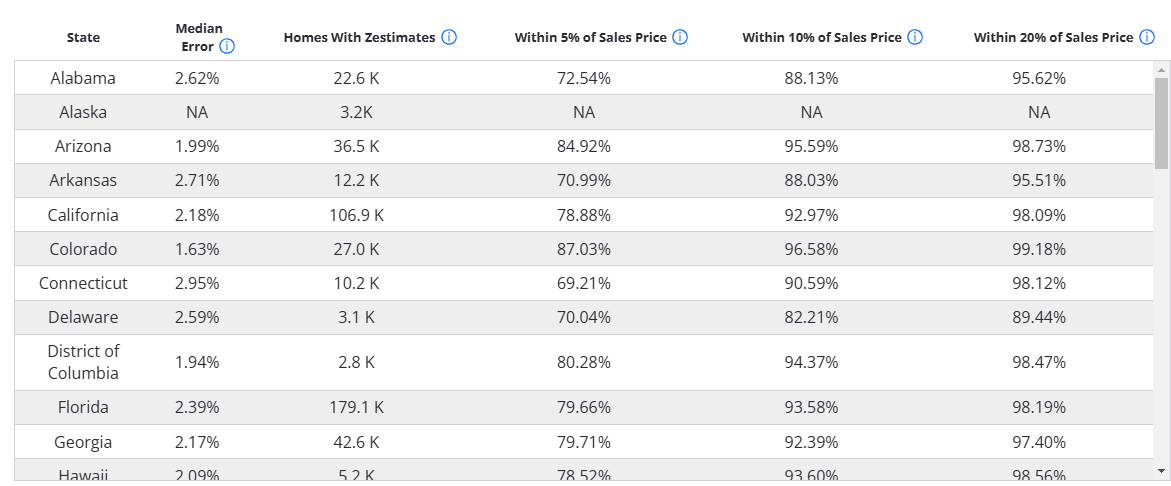 State Median Error Homes With Zestimates Within 5% of Sales Price Within 10% of Sales Price Within 20% of Sales Price
Alabama 2.62% 22.6 K 72.54% 88.13% 95.62%
Alaska NA 3.2K NA NA NA
Arizona 1.99% 36.5 K 84.92% 95.59% 98.73%
Arkansas 2.71% 12.2 K 70.99% 88.03% 95.51%
California 2.18% 106.9 K 78.88% 92.97% 98.09%
Colorado 1.63% 27.0 K 87.03% 96.58% 99.18%
Connecticut 2.95% 10.2 K 69.21% 90.59% 98.12%
Delaware 2.59% 3.1 K 70.04% 82.21% 89.44%
District of Columbia 1.94% 2.8 K 80.28% 94.37% 98.47%
Florida 2.39% 179.1 K 79.66% 93.58% 98.19%
Georgia 2.17% 42.6 K 79.71% 92.39% 97.40%
Hawaii 2.09% 5.2 K 78.52% 93.60% 98.56%